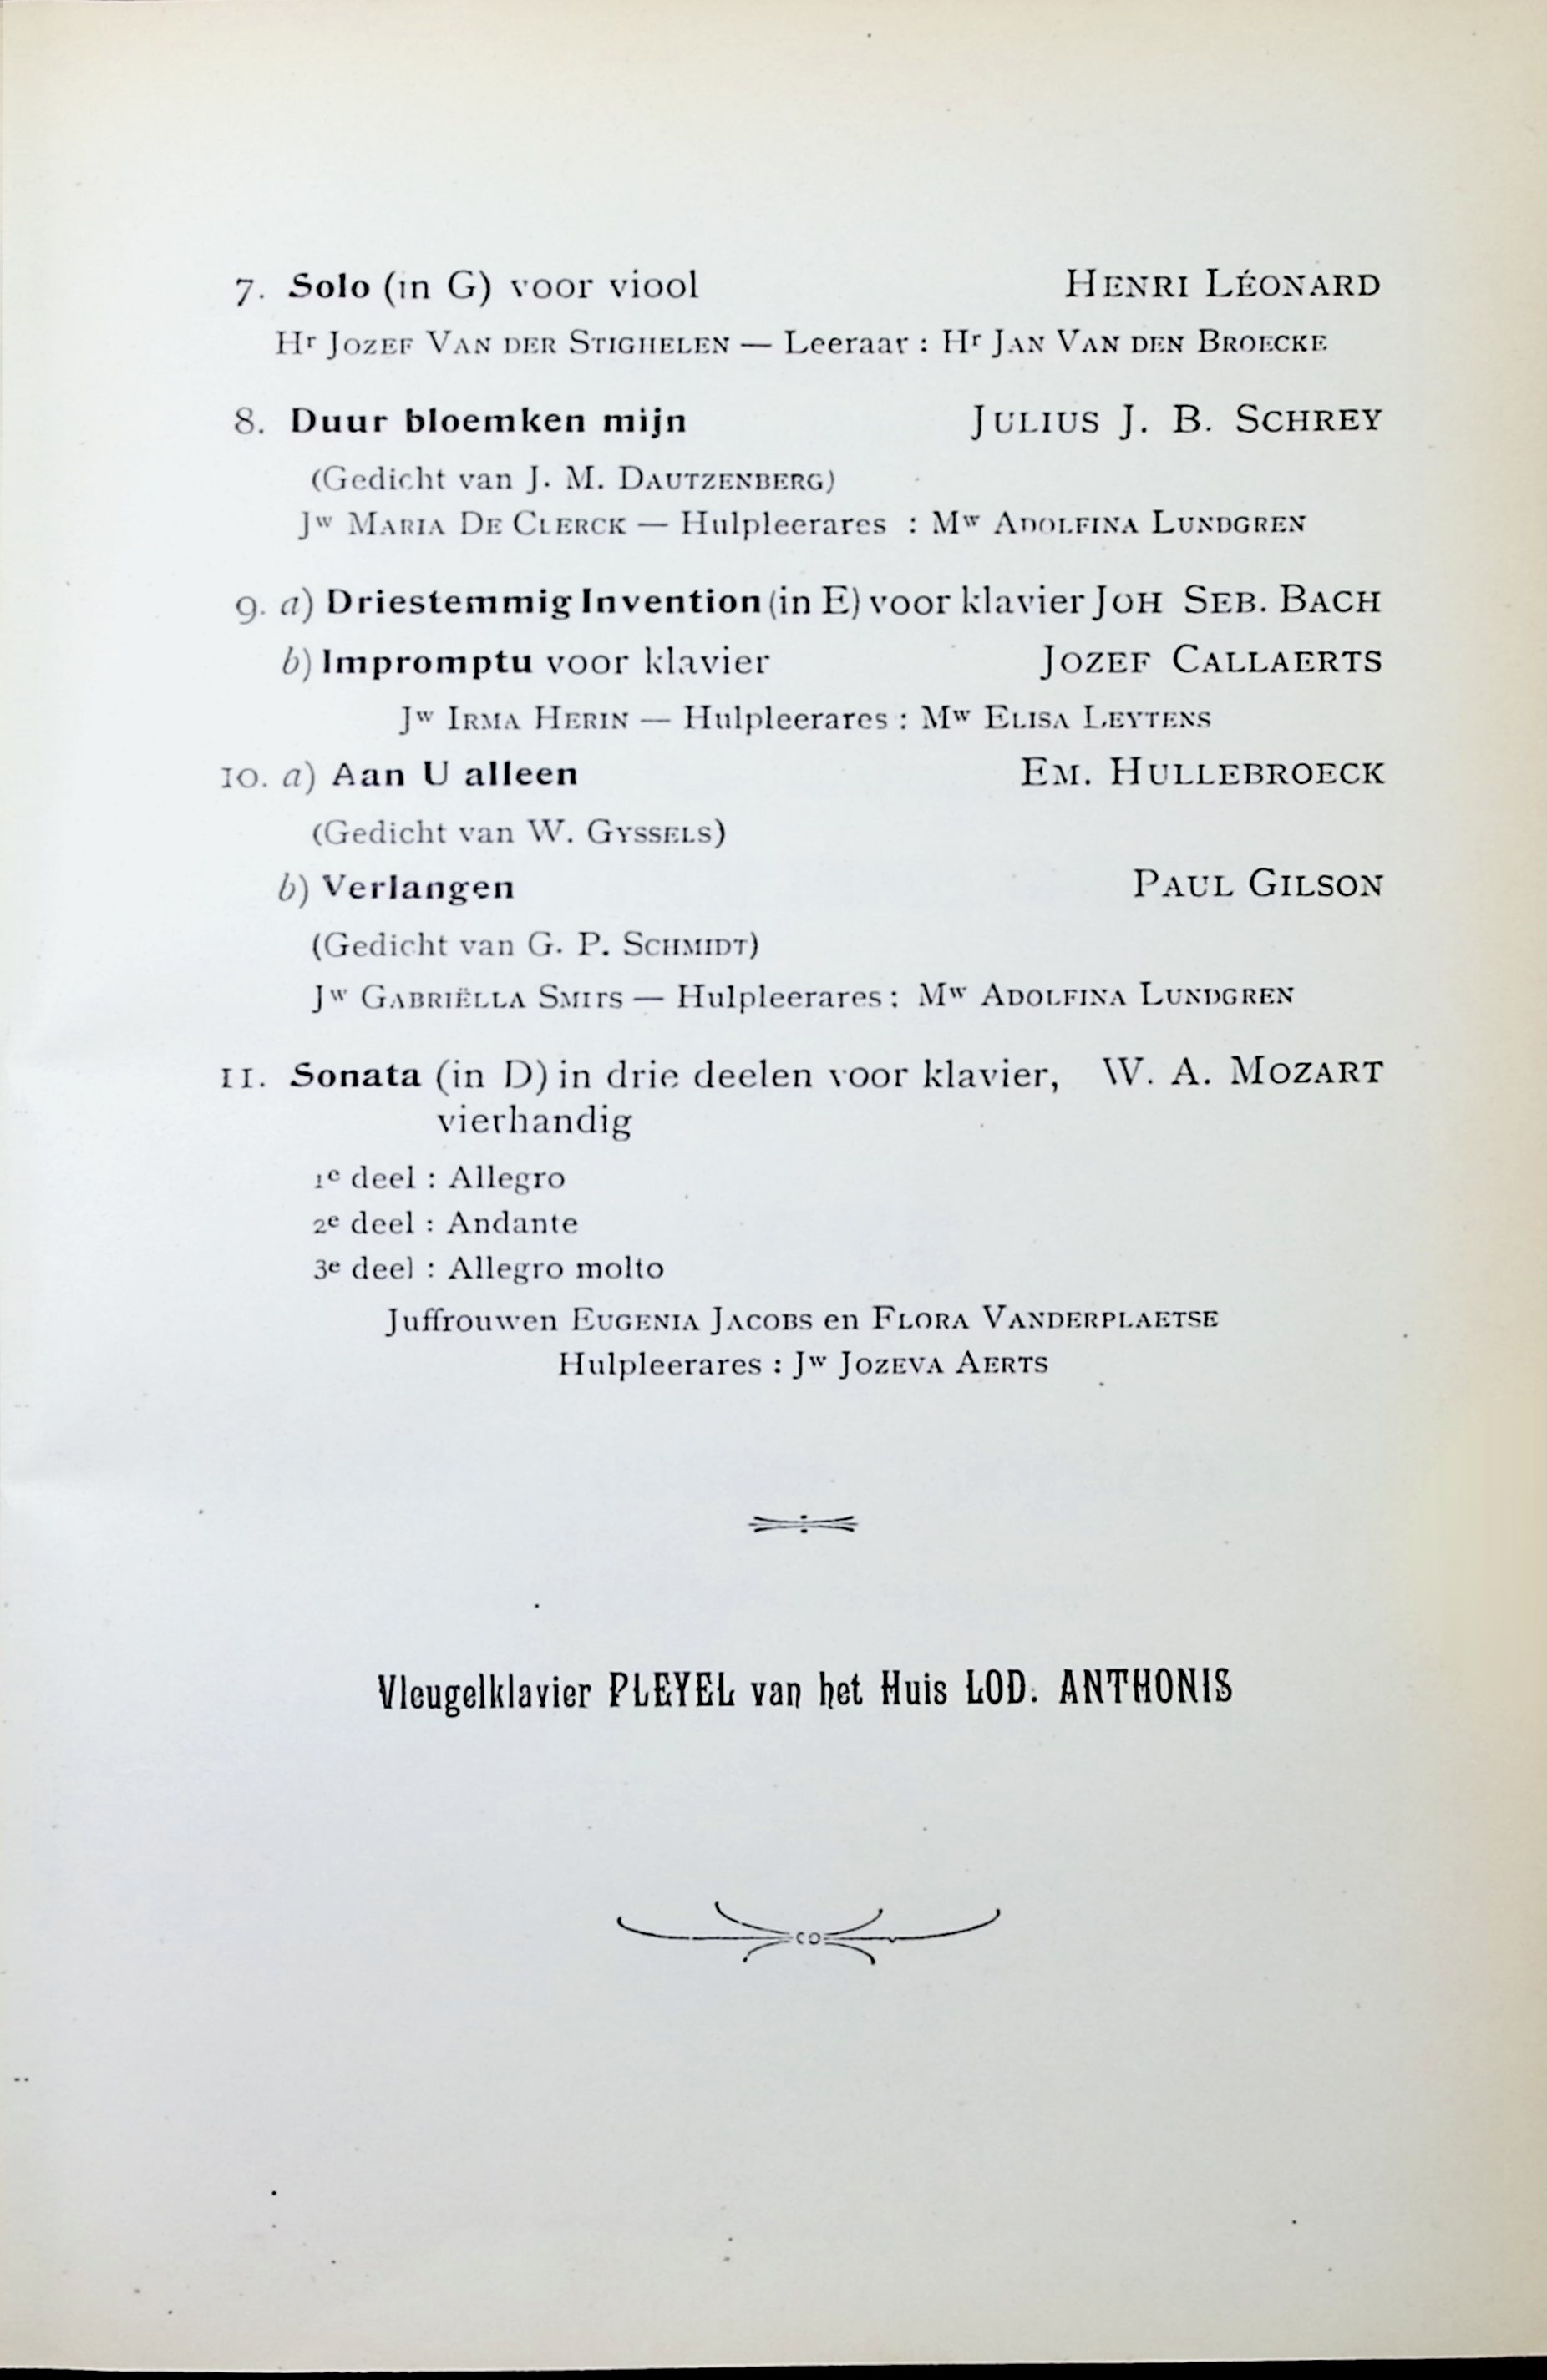 7. Solo (in G) voor viool HENRI LÉONARD
Hr JOZEF VAN DER STIGHELEN — Leeraar : Hr JAN VAN DEN BROECKE
8. Duur bloemken mijn JULIUS J. B. SCHREY
(Gedicht van J. M. DAUTZENBERG)
Jw MARIA DE CLERCK — Hulpleerares : Mw ADOLFINA LUNDGREN
9. a) Driestemmig Invention (in E) voor klavier JOH SEB. BACH
b) Impromptu voor klavier JOZEF CALLAERTS
Jw IRMA HERIN — Hulpleerares : Mw ELISA LEYTENS
10. a) Aan U alleen EM. HULLEBROECK
(Gedicht van W. GYSSELS)
b) Verlangen PAUL GILSON
(Gedicht van G. P. SCHMIDT)
Jw GABRIËLLA SMITS — Hulpleerares : Mw ADOLFINA LUNDGREN
11. Sonata (in D) in drie deelen voor klavier, W. A. MOZART
vierhandig
1e deel : Allegro
2e deel : Andante
3e deel : Allegro molto
Juffrouwen EUGENIA JACOBS en FLORA VANDERPLAETSE
Hulpleerares : Jw JOZEVA AERTS
Vleugelklavier PLEYEL van het Huis LOD. ANTHONIS